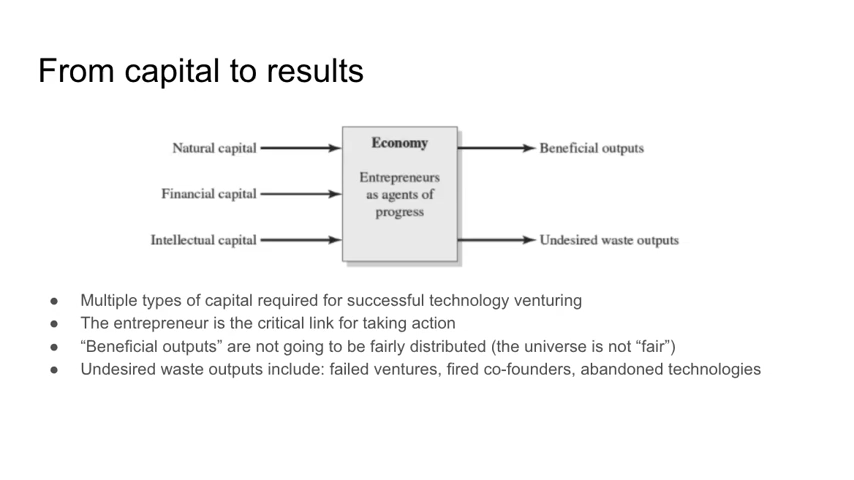 From capital to results
Natural capital
Financial capital
Intellectual capital
Economy
Entrepreneurs
as agents of
progress
Beneficial outputs
Undesired waste outputs
● Multiple types of capital required for successful technology venturing
● The entrepreneur is the critical link for taking action
● “Beneficial outputs” are not going to be fairly distributed (the universe is not “fair”)
● Undesired waste outputs include: failed ventures, fired co-founders, abandoned technologies